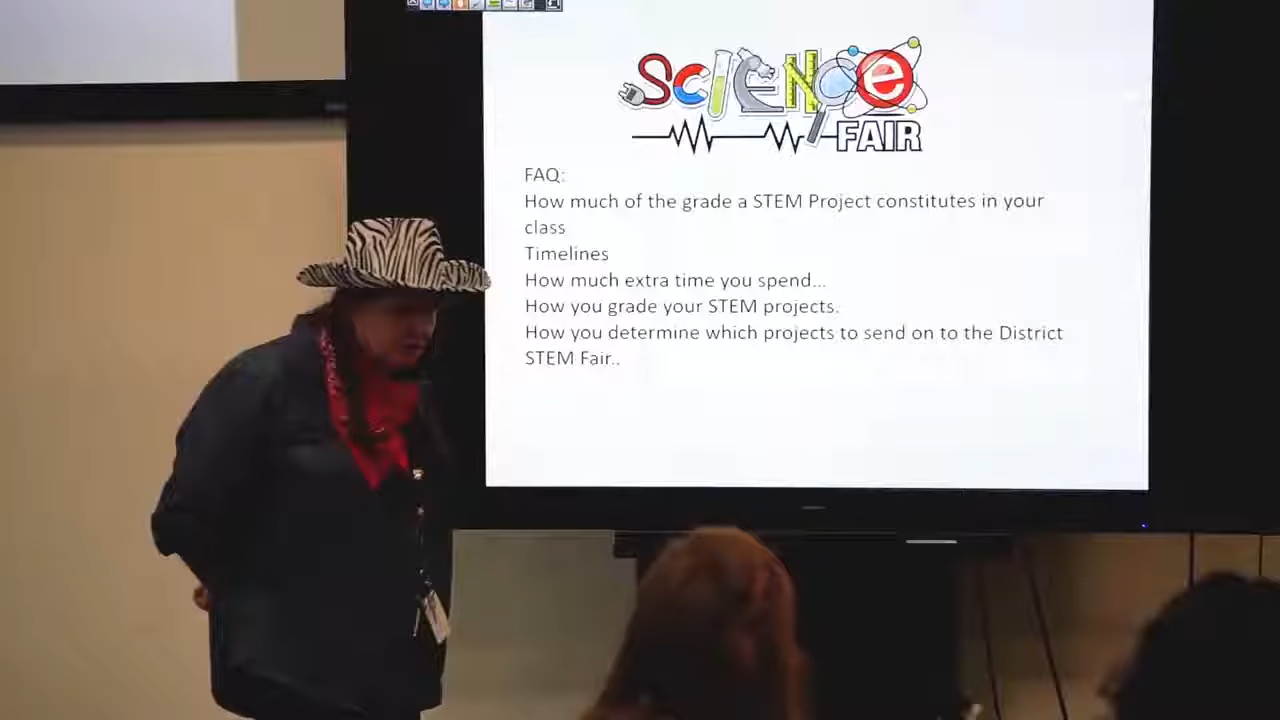 SCIENCe
FAIR
FAQ:
How much of the grade a STEM Project constitutes in your
class
Timelines
How much extra time you spend...
How you grade your STEM projects.
How you determine which projects to send on to the District
STEM Fair..